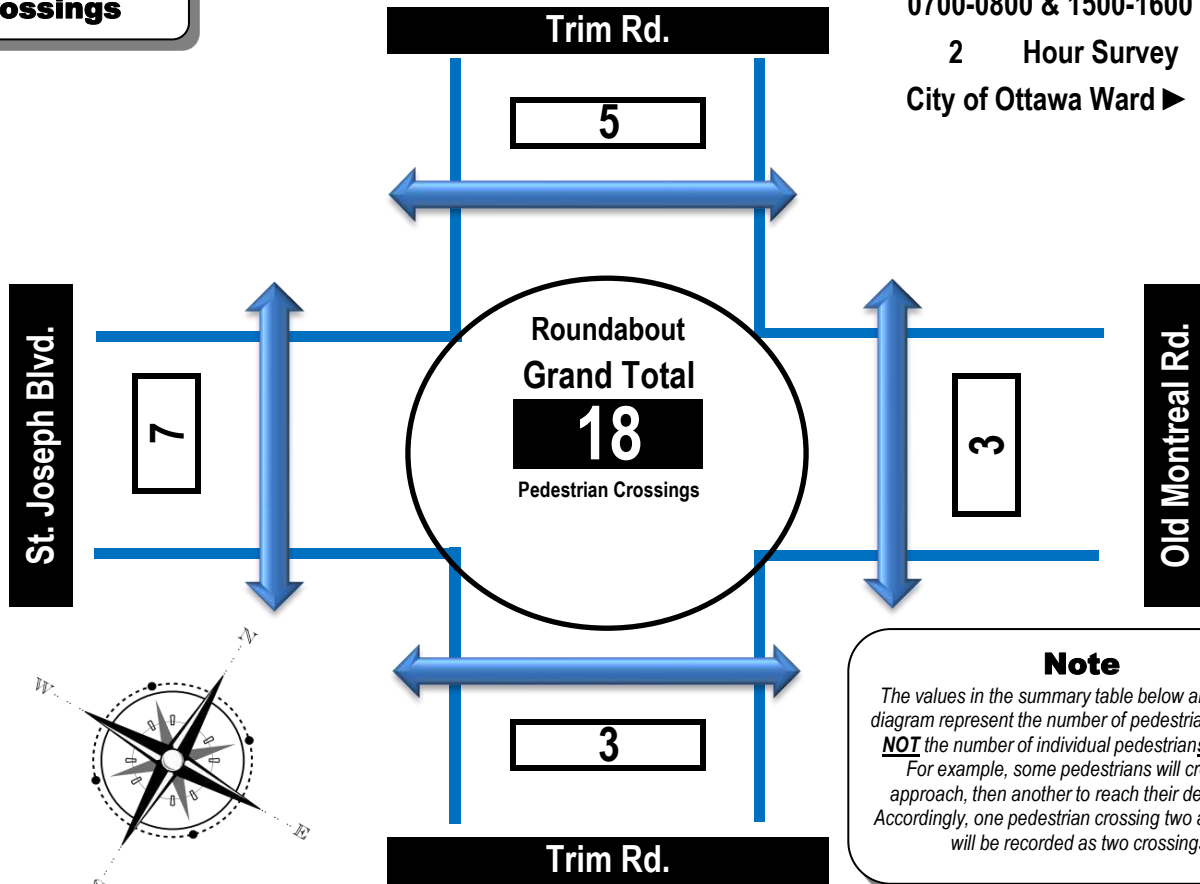 ossings
0700-0800 & 1500-1600
2 Hour Survey
City of Ottawa Ward ►
Trim Rd.
5
St. Joseph Blvd.
7
Roundabout
Grand Total
18
Pedestrian Crossings
3
Old Montreal Rd.
N
W
E
3
Trim Rd.
Note
The values in the summary table below a
diagram represent the number of pedestria
NOT the number of individual pedestrians
For example, some pedestrians will cr
approach, then another to reach their de
Accordingly, one pedestrian crossing two a
will be recorded as two crossings